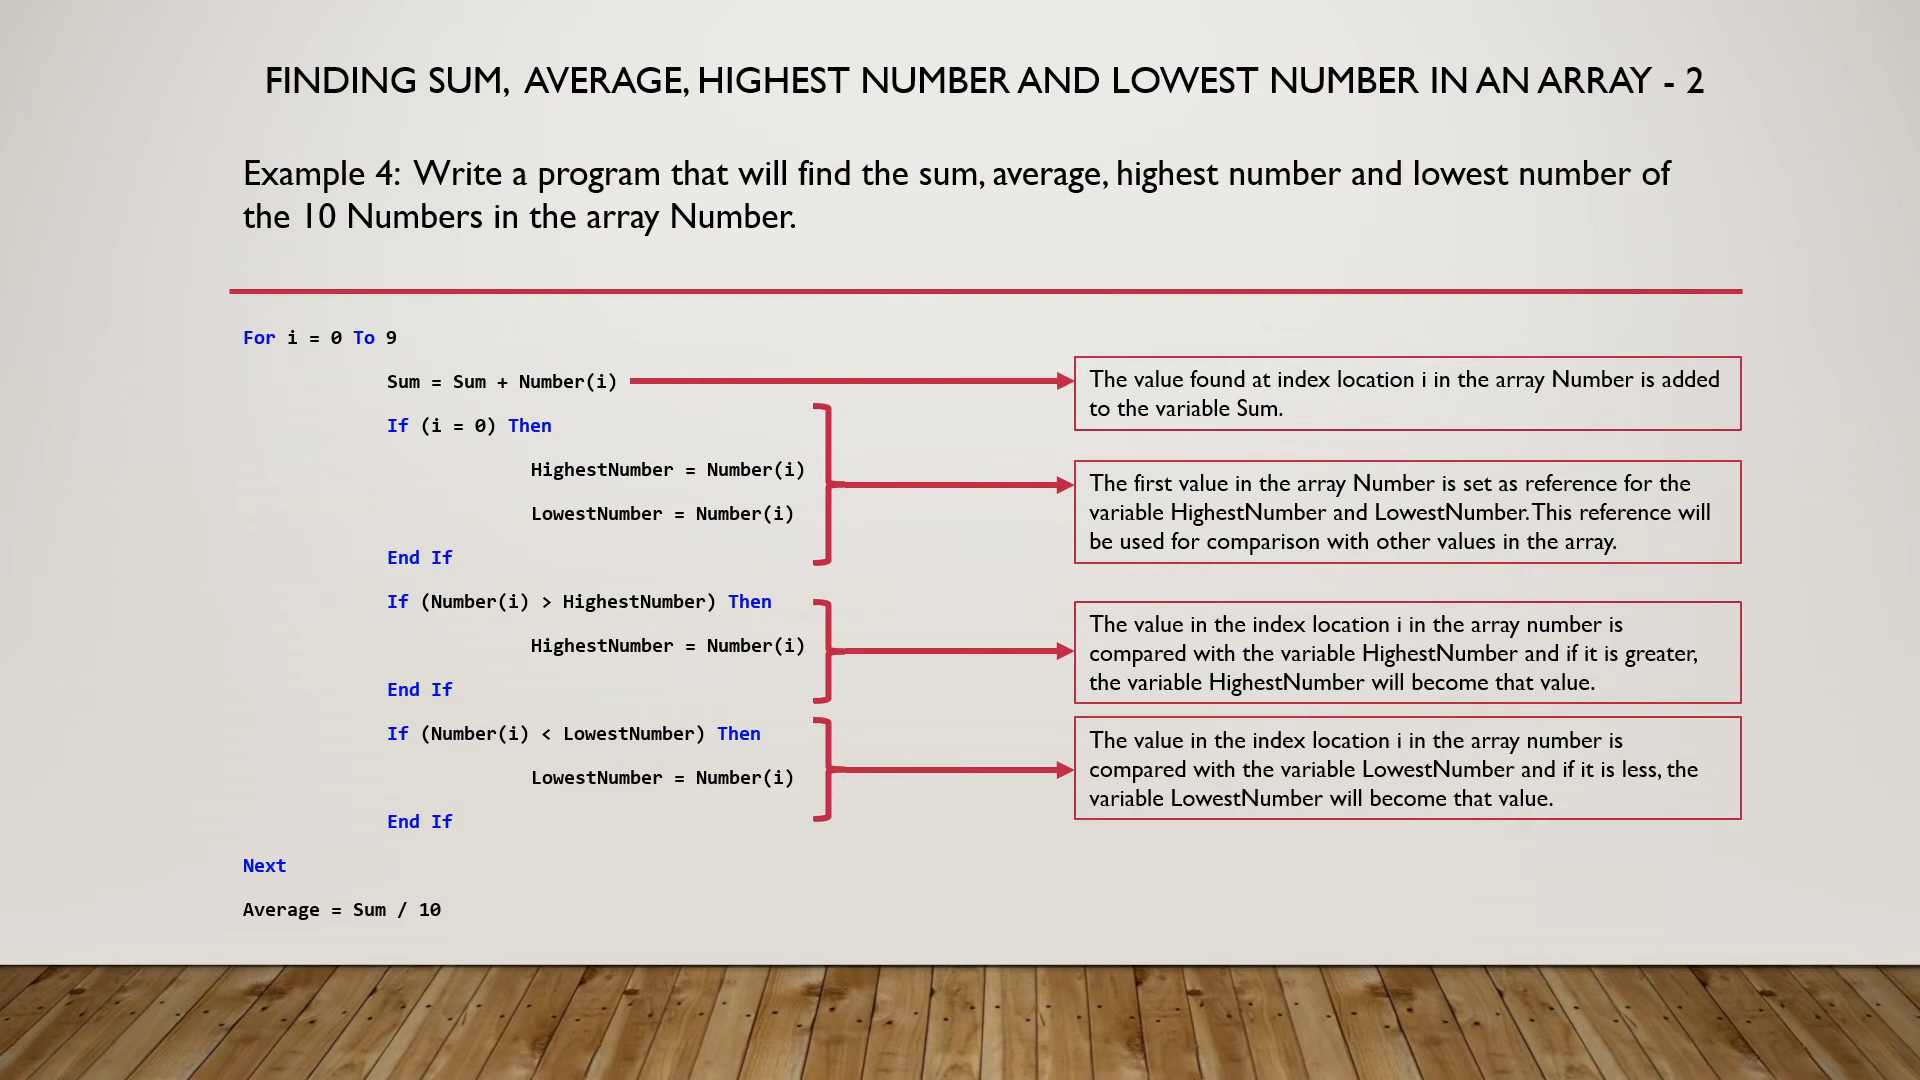 FINDING SUM, AVERAGE, HIGHEST NUMBER AND LOWEST NUMBER IN AN ARRAY - 2
Example 4: Write a program that will find the sum, average, highest number and lowest number of
the 10 Numbers in the array Number.
For i = 0 To 9
Sum = Sum + Number(i)
If (i = 0) Then
HighestNumber = Number(i)
LowestNumber = Number(i)
End If
If (Number(i) > HighestNumber) Then
HighestNumber = Number(i)
End If
If (Number(i) < LowestNumber) Then
LowestNumber = Number(i)
End If
Next
Average = Sum / 10
The value found at index location i in the array Number is added
to the variable Sum.
The first value in the array Number is set as reference for the
variable HighestNumber and LowestNumber. This reference will
be used for comparison with other values in the array.
The value in the index location i in the array number is
compared with the variable HighestNumber and if it is greater,
the variable HighestNumber will become that value.
The value in the index location i in the array number is
compared with the variable LowestNumber and if it is less, the
variable LowestNumber will become that value.